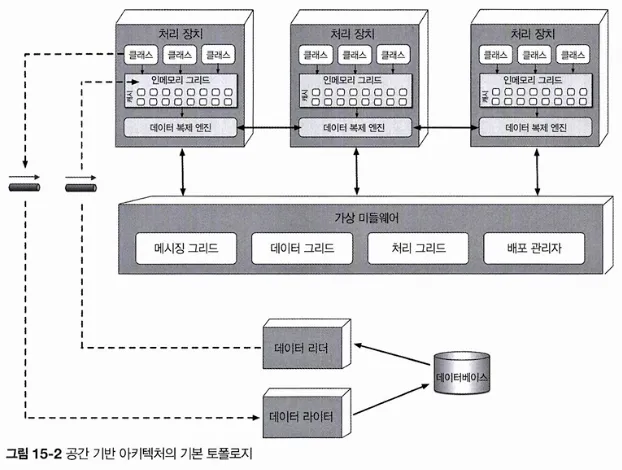 처리 장치
클래스 클래스 클래스
인메모리 그리드
캐시
데이터 복제 엔진
처리 장치
클래스 클래스 클래스
인메모리 그리드
캐시
데이터 복제 엔진
처리 장치
클래스 클래스 클래스
인메모리 그리드
캐시
데이터 복제 엔진
가상 미들웨어
메시징 그리드
데이터 그리드
처리 그리드
배포 관리자
데이터 리더
데이터베이스
데이터 라이터
그림 15-2 공간 기반 아키텍처의 기본 토폴로지